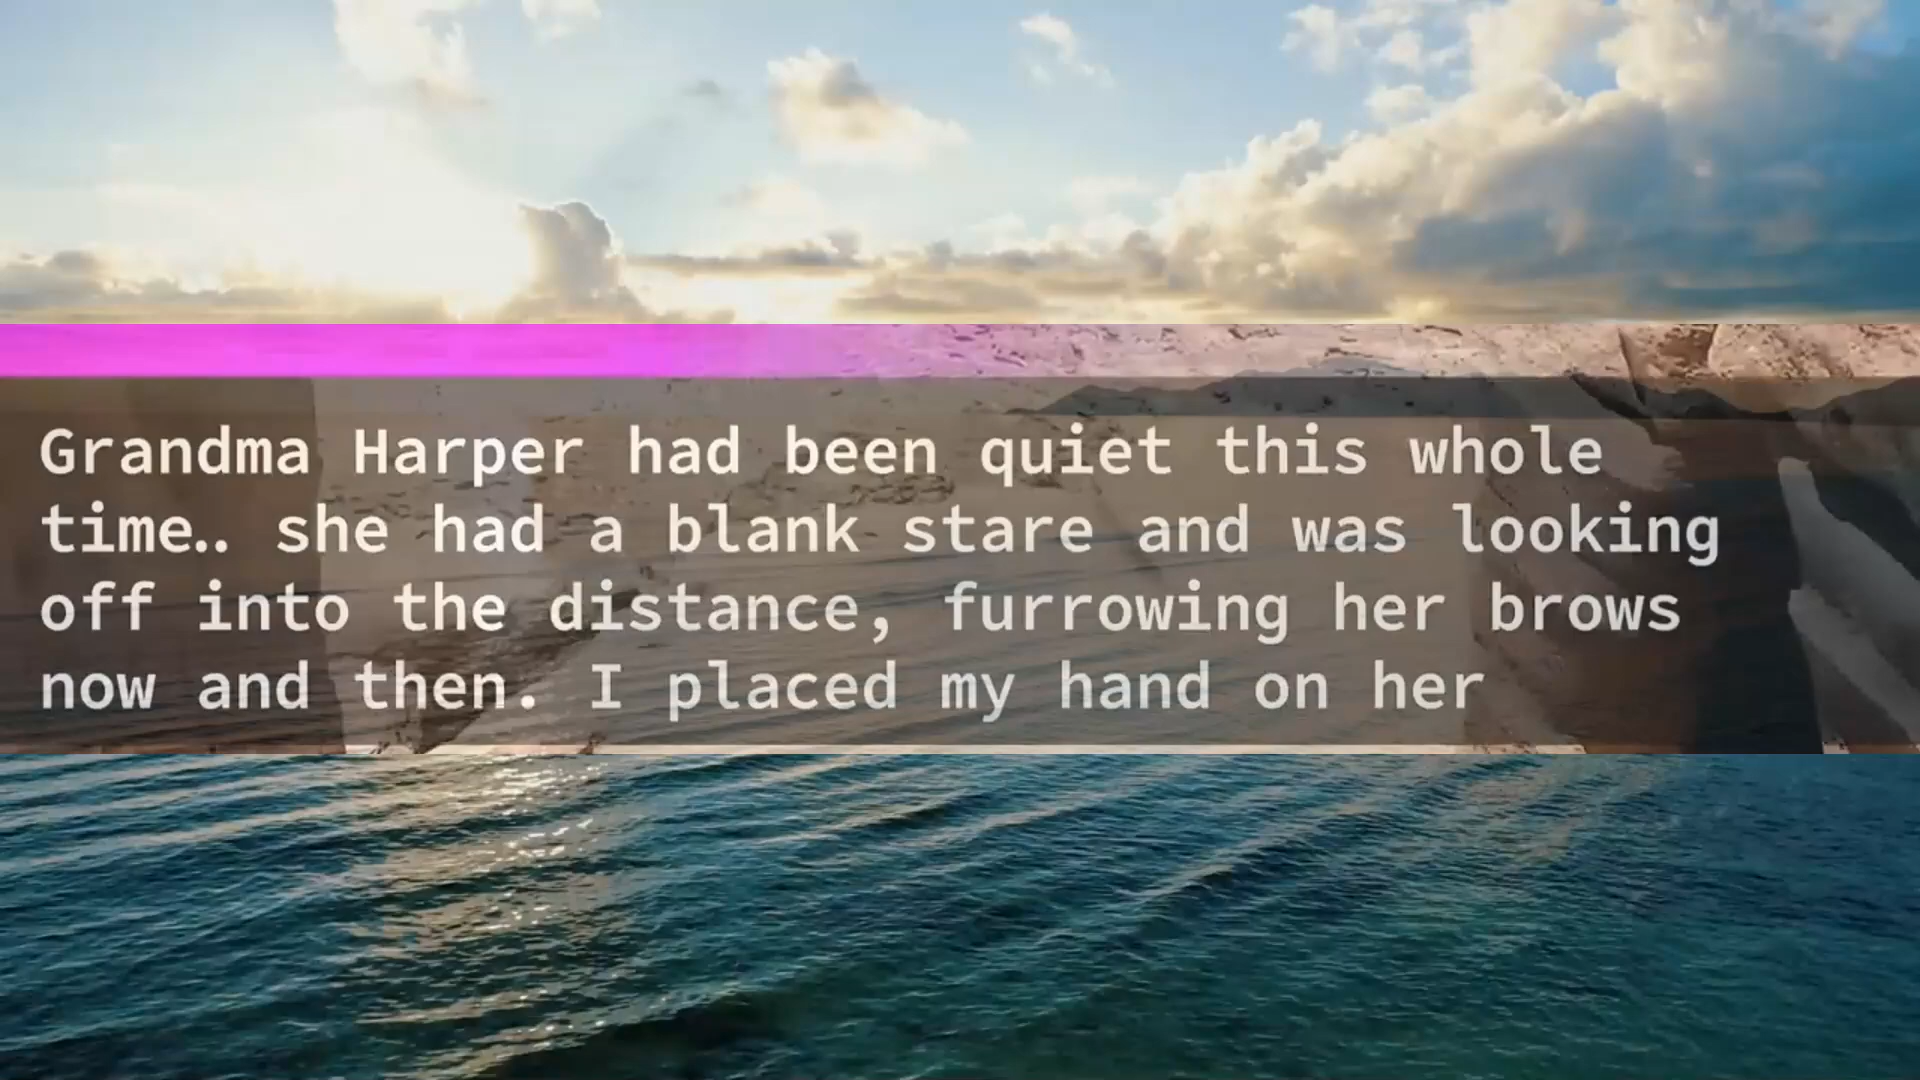 Grandma Harper had been quiet this whole
time.. she had a blank stare and was looking
off into the distance, furrowing her brows
now and then. I placed my hand on her